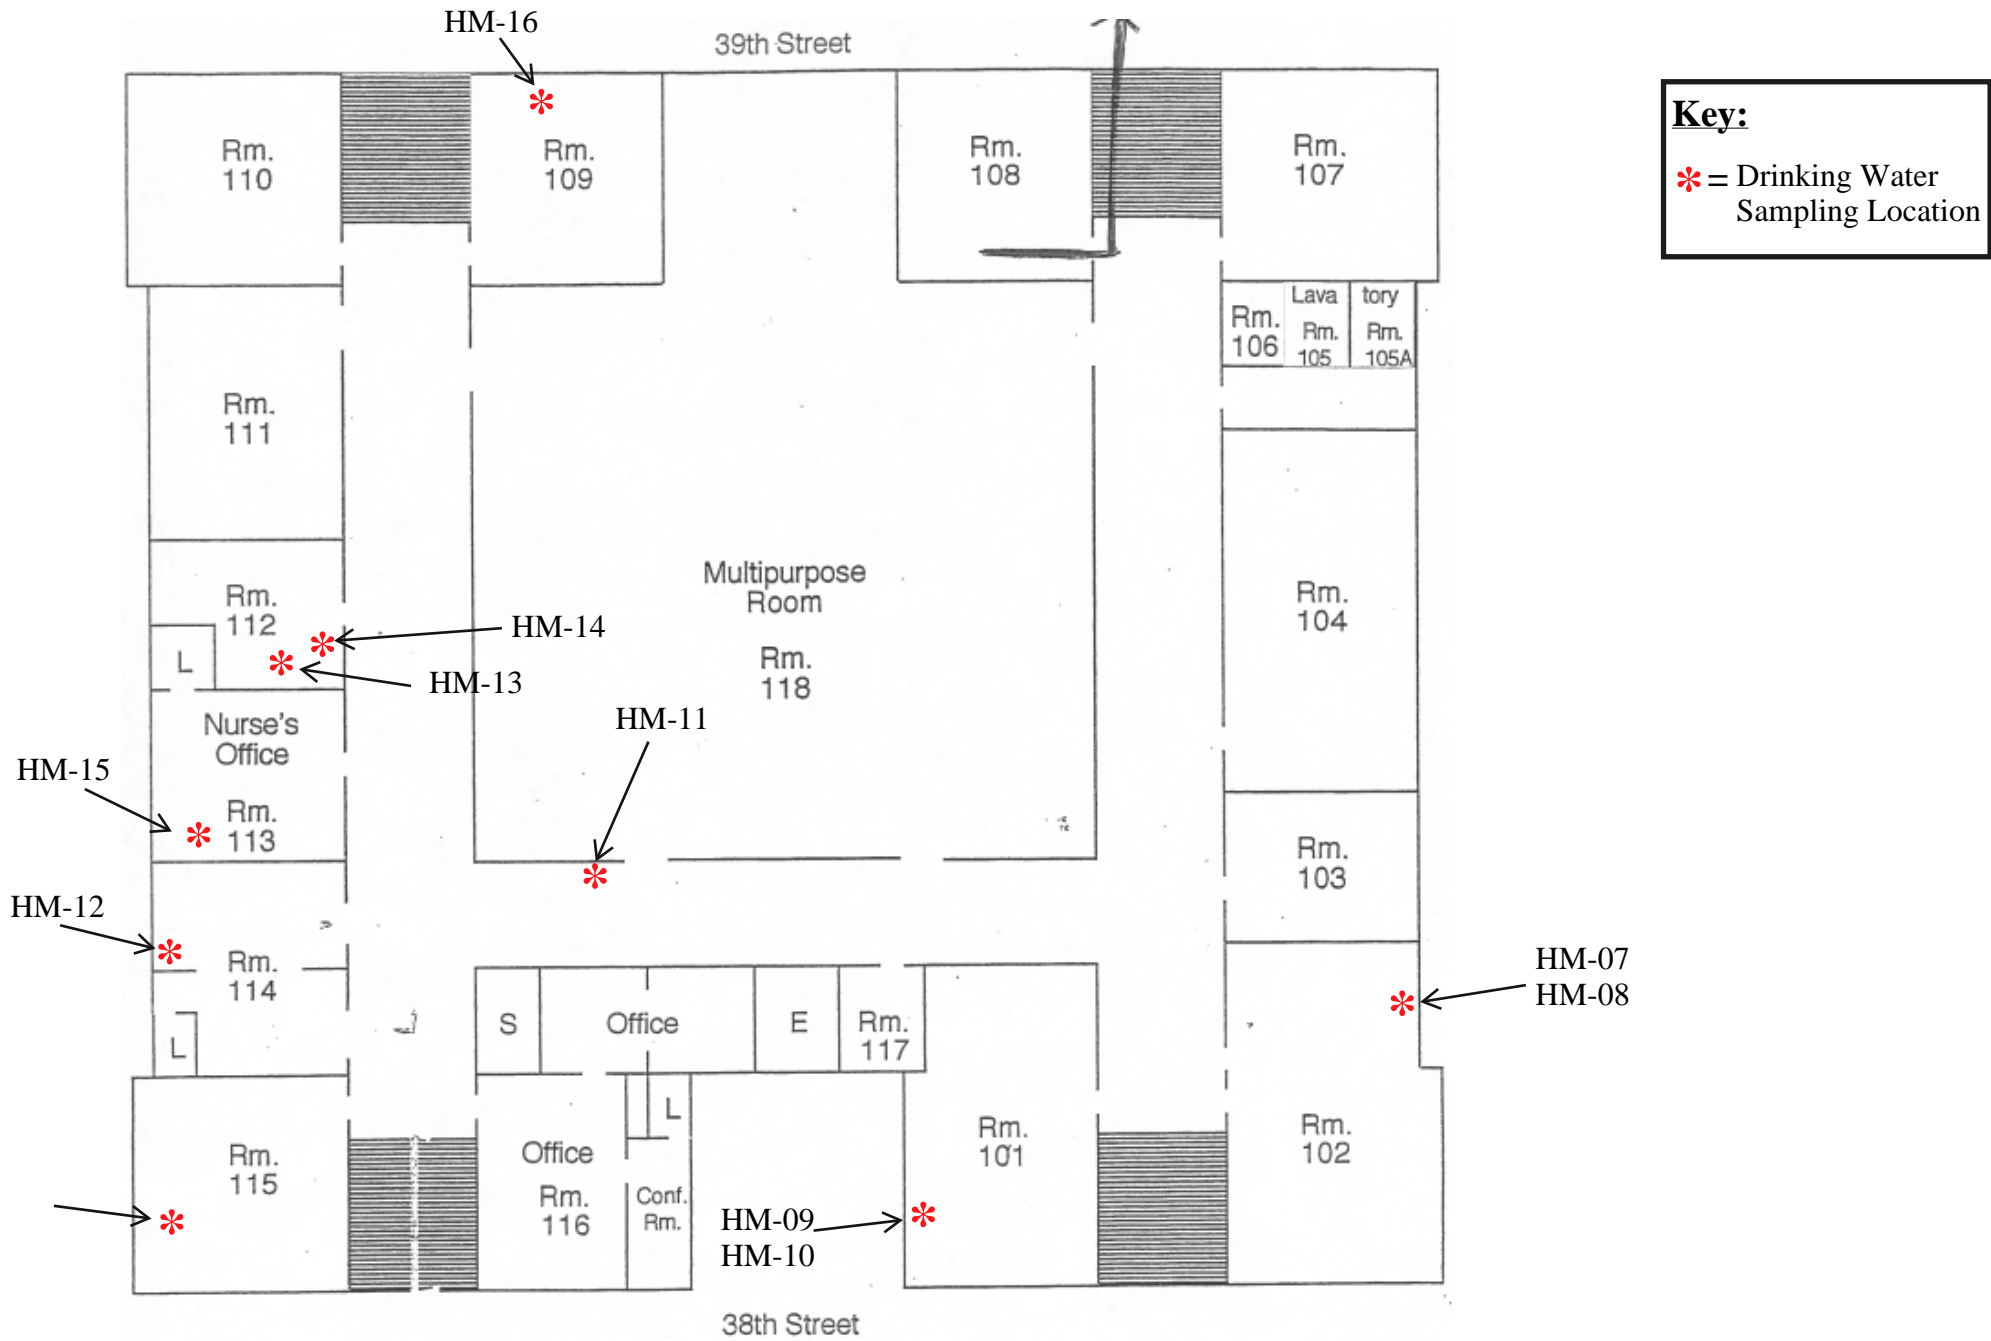 HM-16
39th Street
Key:
* = Drinking Water
Sampling Location
Rm.
110
Rm.
109
Rm.
108
Rm.
107
Rm.
106
Lava
Rm.
105
tory
Rm.
105A
Rm.
111
Multipurpose
Room
Rm.
118
Rm.
104
Rm.
112
L
HM-14
HM-13
Nurse's
Office
Rm.
113
HM-11
HM-15
Rm.
103
HM-12
Rm.
114
L
S
Office
E
Rm.
117
HM-07
HM-08
Rm.
115
Office
Rm.
116
L
Conf.
Rm.
HM-09
HM-10
Rm.
101
Rm.
102
38th Street